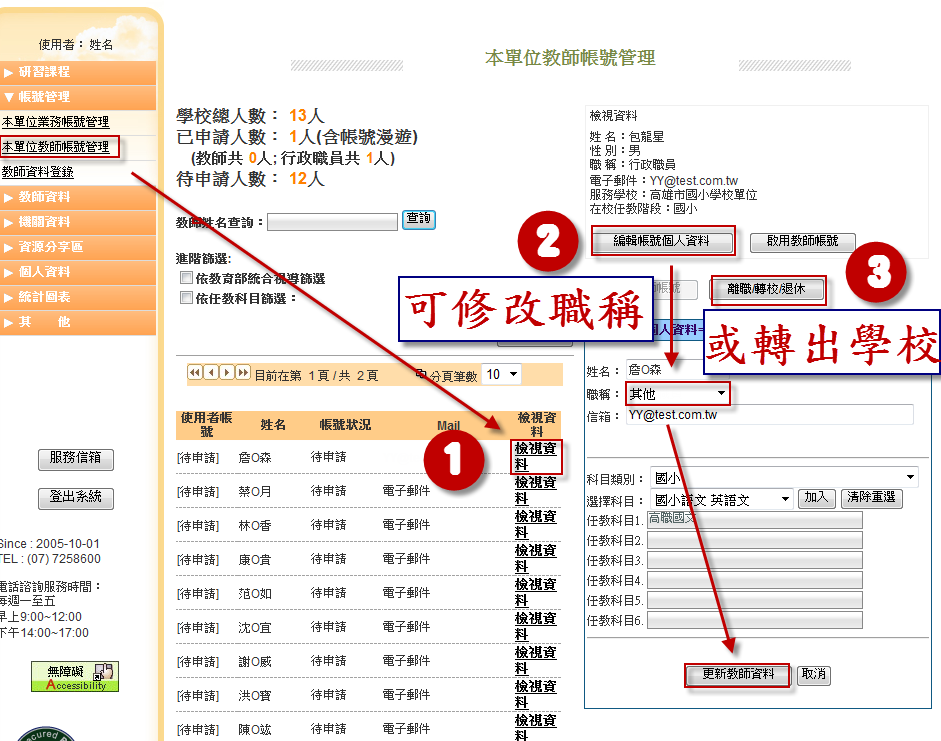 使用者：姓名
▶ 研習課程
▼ 帳號管理
本單位業務帳號管理
本單位教師帳號管理
教師資料登錄
▶ 教師資料
▶ 機關資料
▶ 資源分享區
▶ 個人資料
▶ 統計圖表
▶ 其 他
服務信箱
登出系統
Since : 2005-10-01
TEL : (07) 7258600
電話諮詢服務時間：
每週一至五
早上9:00~12:00
下午14:00~17:00
無障礙
Accessibility
本單位教師帳號管理
學校總人數： 13人
已申請人數： 1人(含帳號漫遊)
(教師共 0人; 行政職員共 1人)
待申請人數： 12人
教師姓名查詢：
查詢
進階篩選:
依教育部統合視導篩選
依任教科目篩選：
目前在第 1 頁 / 共 2 頁
分頁筆數 10
使用者帳號 姓名 帳號狀況 Mail 檢視資料
[待申請] 詹O森 待申請 檢視資料
[待申請] 蔡O月 待申請 電子郵件 檢視資料
[待申請] 林O香 待申請 電子郵件 檢視資料
[待申請] 康O貴 待申請 電子郵件 檢視資料
[待申請] 范O如 待申請 電子郵件 檢視資料
[待申請] 沈O宜 待申請 電子郵件 檢視資料
[待申請] 謝O威 待申請 電子郵件 檢視資料
[待申請] 洪O寶 待申請 電子郵件 檢視資料
[待申請] 陳O竑 待申請 電子郵件 檢視資料
1
檢視資料
姓 名：包龍星
性 別：男
職 稱：行政職員
電子郵件：YY@test.com.tw
服務學校：高雄市國小學校單位
在校任教階段：國小
2
編輯帳號個人資料
啟用教師帳號
3
帳號
離職/轉校/退休
可修改職稱
或轉出學校
個人資料=
姓名：詹O森
職稱：其他
信箱：YY@test.com.tw
科目類別：國小
選擇科目：國小語文 英語文
加入
清除重選
任教科目1. 高職國文
任教科目2.
任教科目3.
任教科目4.
任教科目5.
任教科目6.
更新教師資料
取消